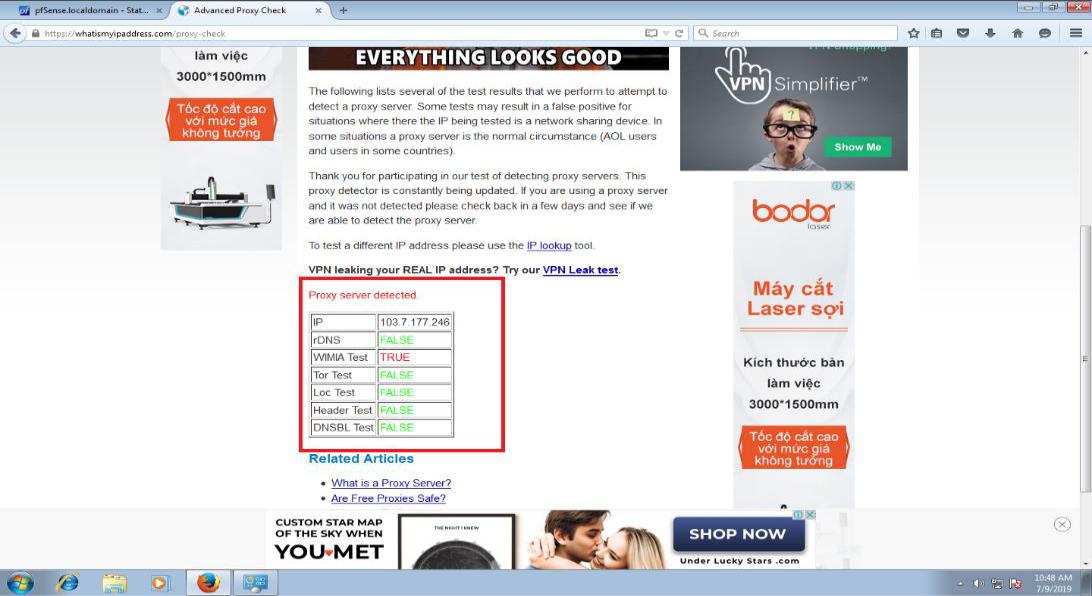 pfSense.localdomain - Stat...
Advanced Proxy Check
https://whatismyipaddress.com/proxy-check
Search
làm việc
3000*1500mm
Tốc độ cắt cao
với mức giá
không tưởng
EVERYTHING LOOKS GOOD
The following lists several of the test results that we perform to attempt to
detect a proxy server. Some tests may result in a false positive for
situations where there the IP being tested is a network sharing device. In
some situations a proxy server is the normal circumstance (AOL users
and users in some countries).
Thank you for participating in our test of detecting proxy servers. This
proxy detector is constantly being updated. If you are using a proxy server
and it was not detected please check back in a few days and see if we
are able to detect the proxy server.
To test a different IP address please use the IP lookup tool.
VPN leaking your REAL IP address? Try our VPN Leak test.
Proxy server detected.
IP 103.7.177.246
rDNS FALSE
WIMIA Test TRUE
Tor Test FALSE
Loc Test FALSE
Header Test FALSE
DNSBL Test FALSE
Related Articles
What is a Proxy Server?
Are Free Proxies Safe?
VPN Shopping?
VPN Simplifier™
?
Show Me
bodor
laser
Máy cắt
Laser sợi
Kích thước bàn
làm việc
3000*1500mm
Tốc độ cắt cao
với mức giá
không tưởng
CUSTOM STAR MAP
OF THE SKY WHEN
YOU♥MET
THE NIGHT I KNEW
SHOP NOW
Under Lucky Stars .com
10:48 AM
7/9/2019